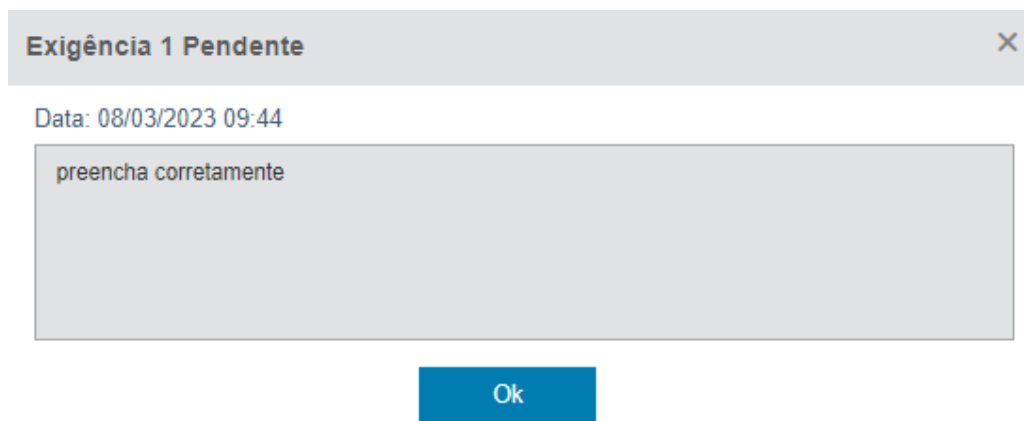 Exigência 1 Pendente
Data: 08/03/2023 09:44
preencha corretamente
Ok